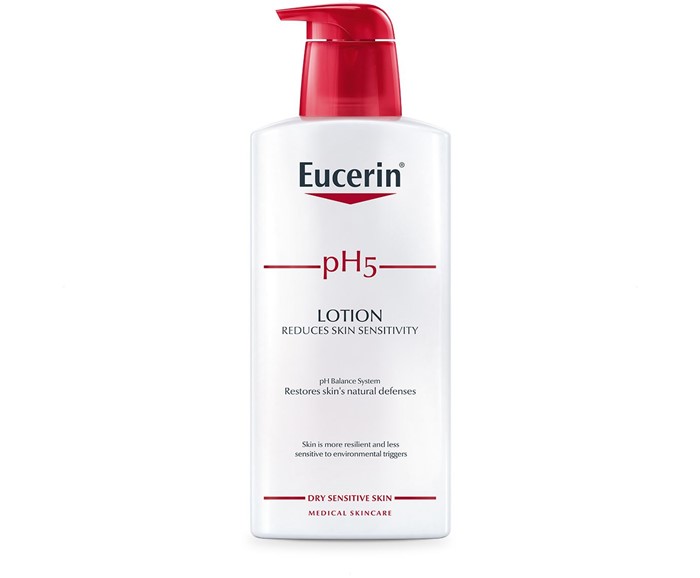 Eucerin®
pH5
LOTION
REDUCES SKIN SENSITIVITY
pH Balance System
Restores skin's natural defenses
Skin is more resilient and less
sensitive to environmental triggers
DRY SENSITIVE SKIN
MEDICAL SKINCARE